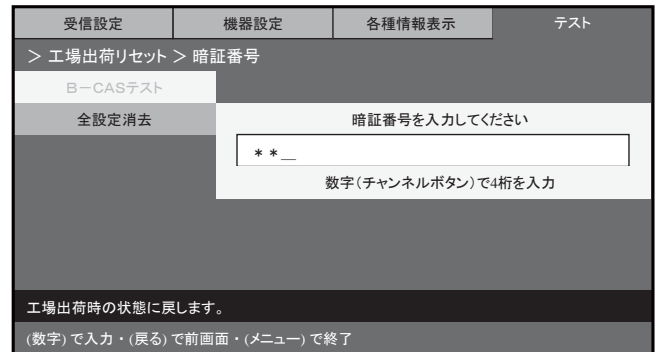 受信設定 機器設定 各種情報表示 テスト
＞ 工場出荷リセット ＞ 暗証番号
B－CASテスト
全設定消去
暗証番号を入力してください
＊＊＿
数字（チャンネルボタン）で4桁を入力
工場出荷時の状態に戻します。
(数字) で入力・(戻る) で前画面・(メニュー) で終了